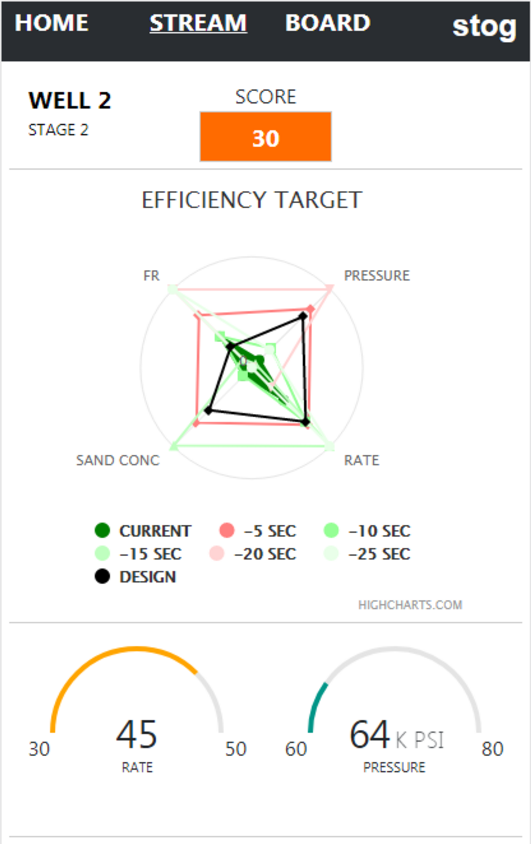 HOME STREAM BOARD stog
WELL 2
STAGE 2
SCORE
30
EFFICIENCY TARGET
FR
PRESSURE
SAND CONC
RATE
CURRENT -5 SEC -10 SEC
-15 SEC -20 SEC -25 SEC
DESIGN
HIGHCHARTS.COM
45
30 50
RATE
64 K PSI
60 80
PRESSURE